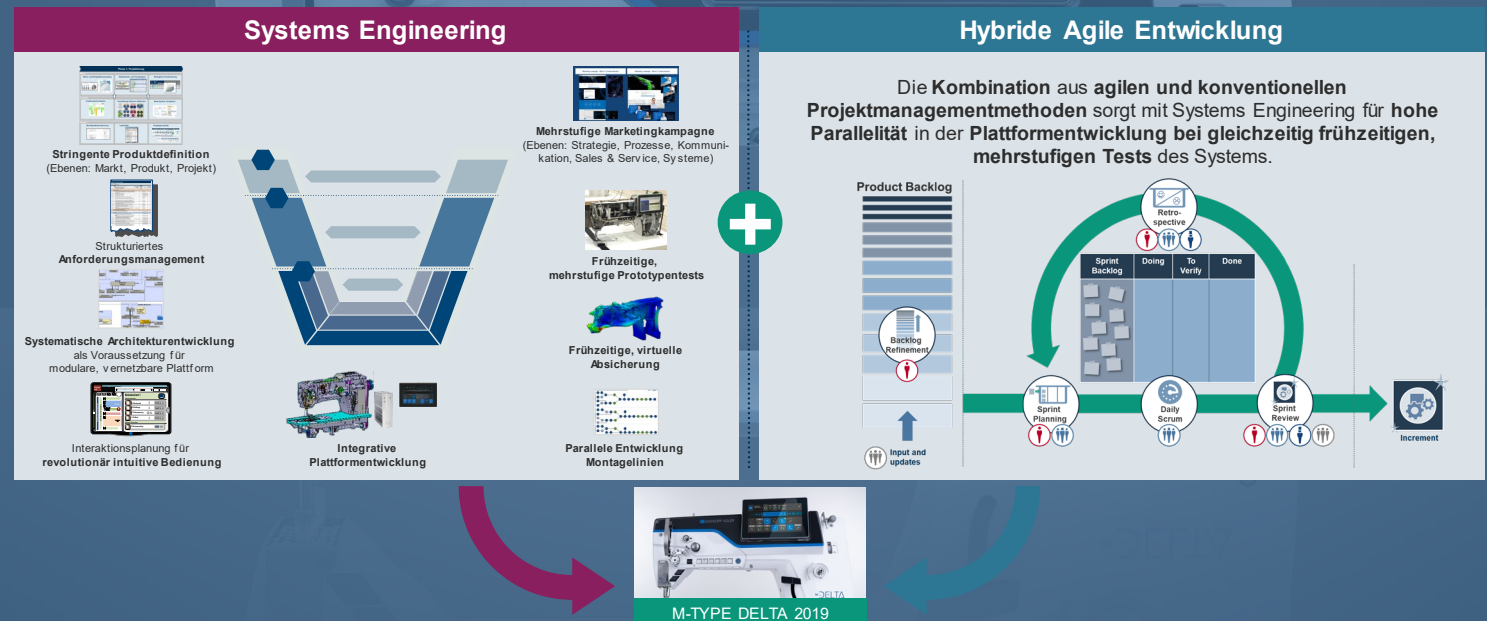 Systems Engineering
Stringente Produktdefinition
(Ebenen: Markt, Produkt, Projekt)
Strukturiertes
Anforderungsmanagement
Systematische Architekturentwicklung
als Voraussetzung für
modulare, vernetzbare Plattform
Interaktionsplanung für
revolutionär intuitive Bedienung
Integrative
Plattformentwicklung
Mehrstufige Marketingkampagne
(Ebenen: Strategie, Prozesse, Kommuni-
kation, Sales & Service, Systeme)
Frühzeitige,
mehrstufige Prototypentests
Frühzeitige, virtuelle
Absicherung
Parallele Entwicklung
Montagelinien
Hybride Agile Entwicklung
Die Kombination aus agilen und konventionellen
Projektmanagementmethoden sorgt mit Systems Engineering für hohe
Parallelität in der Plattformentwicklung bei gleichzeitig frühzeitigen,
mehrstufigen Tests des Systems.
Product Backlog
Backlog
Refinement
Input and
updates
Retro-
spective
Sprint
Backlog
Doing
To
Verify
Done
Sprint
Planning
Daily
Scrum
Sprint
Review
Increment
DELTA
M-TYPE DELTA 2019